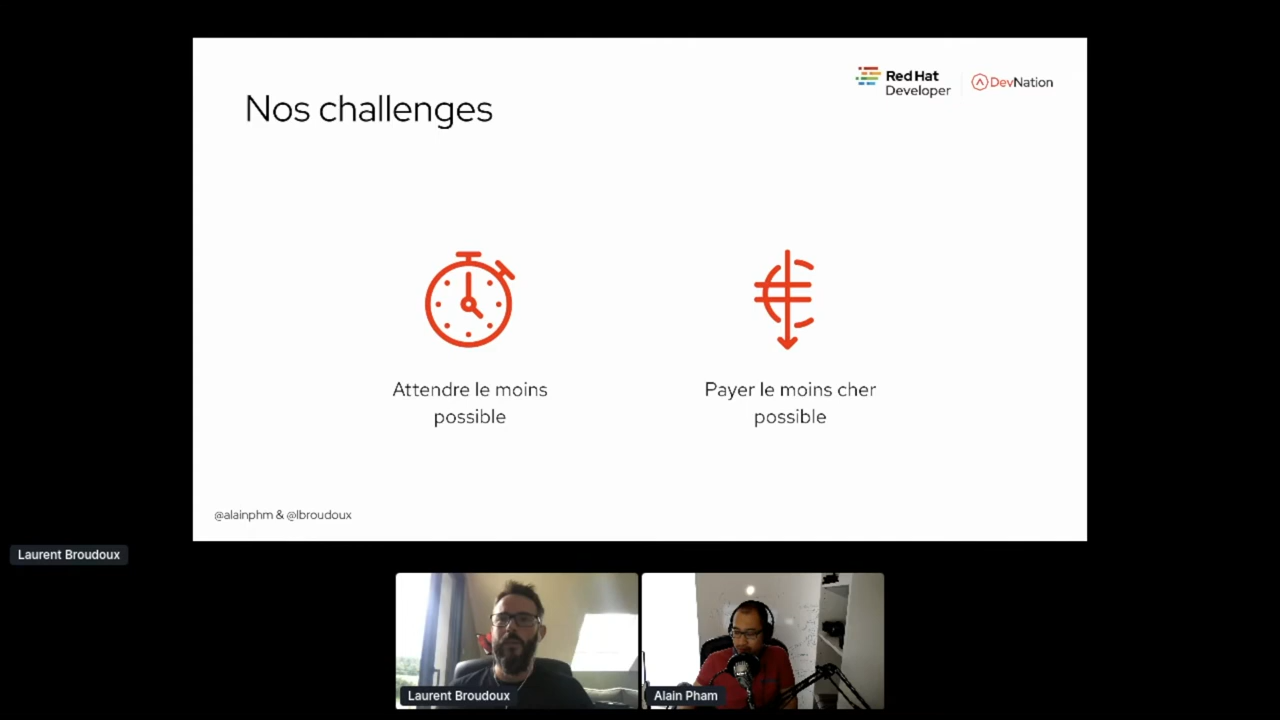 Nos challenges
Red Hat
Developer
DevNation
Attendre le moins
possible
Payer le moins cher
possible
@alainphm & @lbroudoux
Laurent Broudoux
Laurent Broudoux
Alain Pham